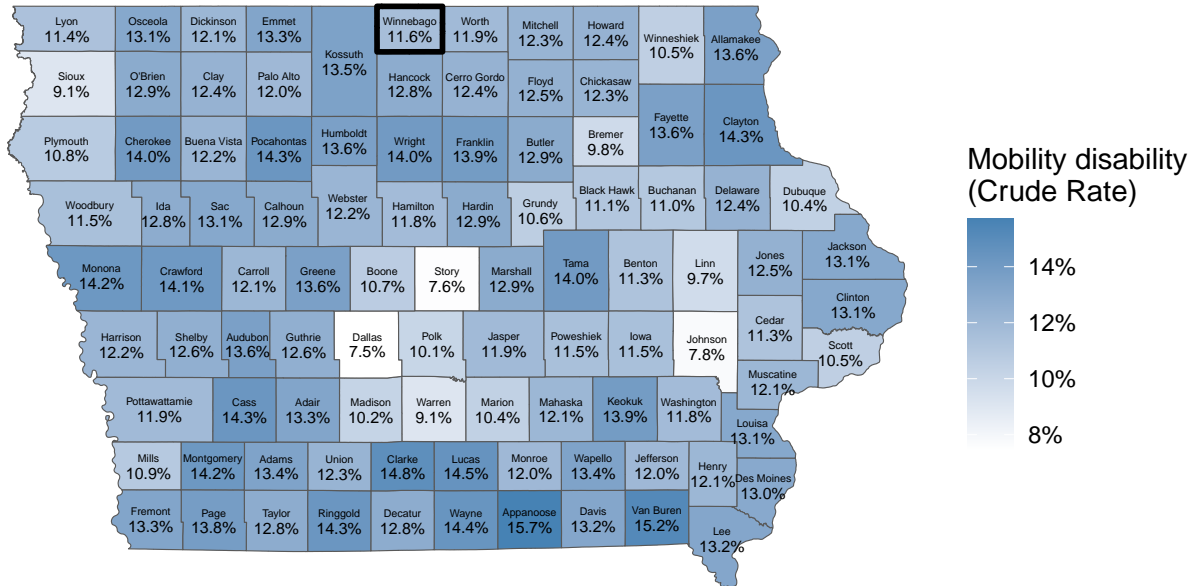 Lyon
11.4%
Osceola
13.1%
Dickinson
12.1%
Emmet
13.3%
Kossuth
13.5%
Winnebago
11.6%
Worth
11.9%
Mitchell
12.3%
Howard
12.4%
Winneshiek
10.5%
Allamakee
13.6%
Sioux
9.1%
O'Brien
12.9%
Clay
12.4%
Palo Alto
12.0%
Hancock
12.8%
Cerro Gordo
12.4%
Floyd
12.5%
Chickasaw
12.3%
Fayette
13.6%
Clayton
14.3%
Plymouth
10.8%
Cherokee
14.0%
Buena Vista
12.2%
Pocahontas
14.3%
Humboldt
13.6%
Wright
14.0%
Franklin
13.9%
Butler
12.9%
Bremer
9.8%
Woodbury
11.5%
Ida
12.8%
Sac
13.1%
Calhoun
12.9%
Webster
12.2%
Hamilton
11.8%
Hardin
12.9%
Grundy
10.6%
Black Hawk
11.1%
Buchanan
11.0%
Delaware
12.4%
Dubuque
10.4%
Monona
14.2%
Crawford
14.1%
Carroll
12.1%
Greene
13.6%
Boone
10.7%
Story
7.6%
Marshall
12.9%
Tama
14.0%
Benton
11.3%
Linn
9.7%
Jones
12.5%
Jackson
13.1%
Clinton
13.1%
Harrison
12.2%
Shelby
12.6%
Audubon
13.6%
Guthrie
12.6%
Dallas
7.5%
Polk
10.1%
Jasper
11.9%
Poweshiek
11.5%
Iowa
11.5%
Johnson
7.8%
Cedar
11.3%
Scott
10.5%
Muscatine
12.1%
Pottawattamie
11.9%
Cass
14.3%
Adair
13.3%
Madison
10.2%
Warren
9.1%
Marion
10.4%
Mahaska
12.1%
Keokuk
13.9%
Washington
11.8%
Louisa
13.1%
Mills
10.9%
Montgomery
14.2%
Adams
13.4%
Union
12.3%
Clarke
14.8%
Lucas
14.5%
Monroe
12.0%
Wapello
13.4%
Jefferson
12.0%
Henry
12.1%
Des Moines
13.0%
Fremont
13.3%
Page
13.8%
Taylor
12.8%
Ringgold
14.3%
Decatur
12.8%
Wayne
14.4%
Appanoose
15.7%
Davis
13.2%
Van Buren
15.2%
Lee
13.2%
Mobility disability
(Crude Rate)
14%
12%
10%
8%